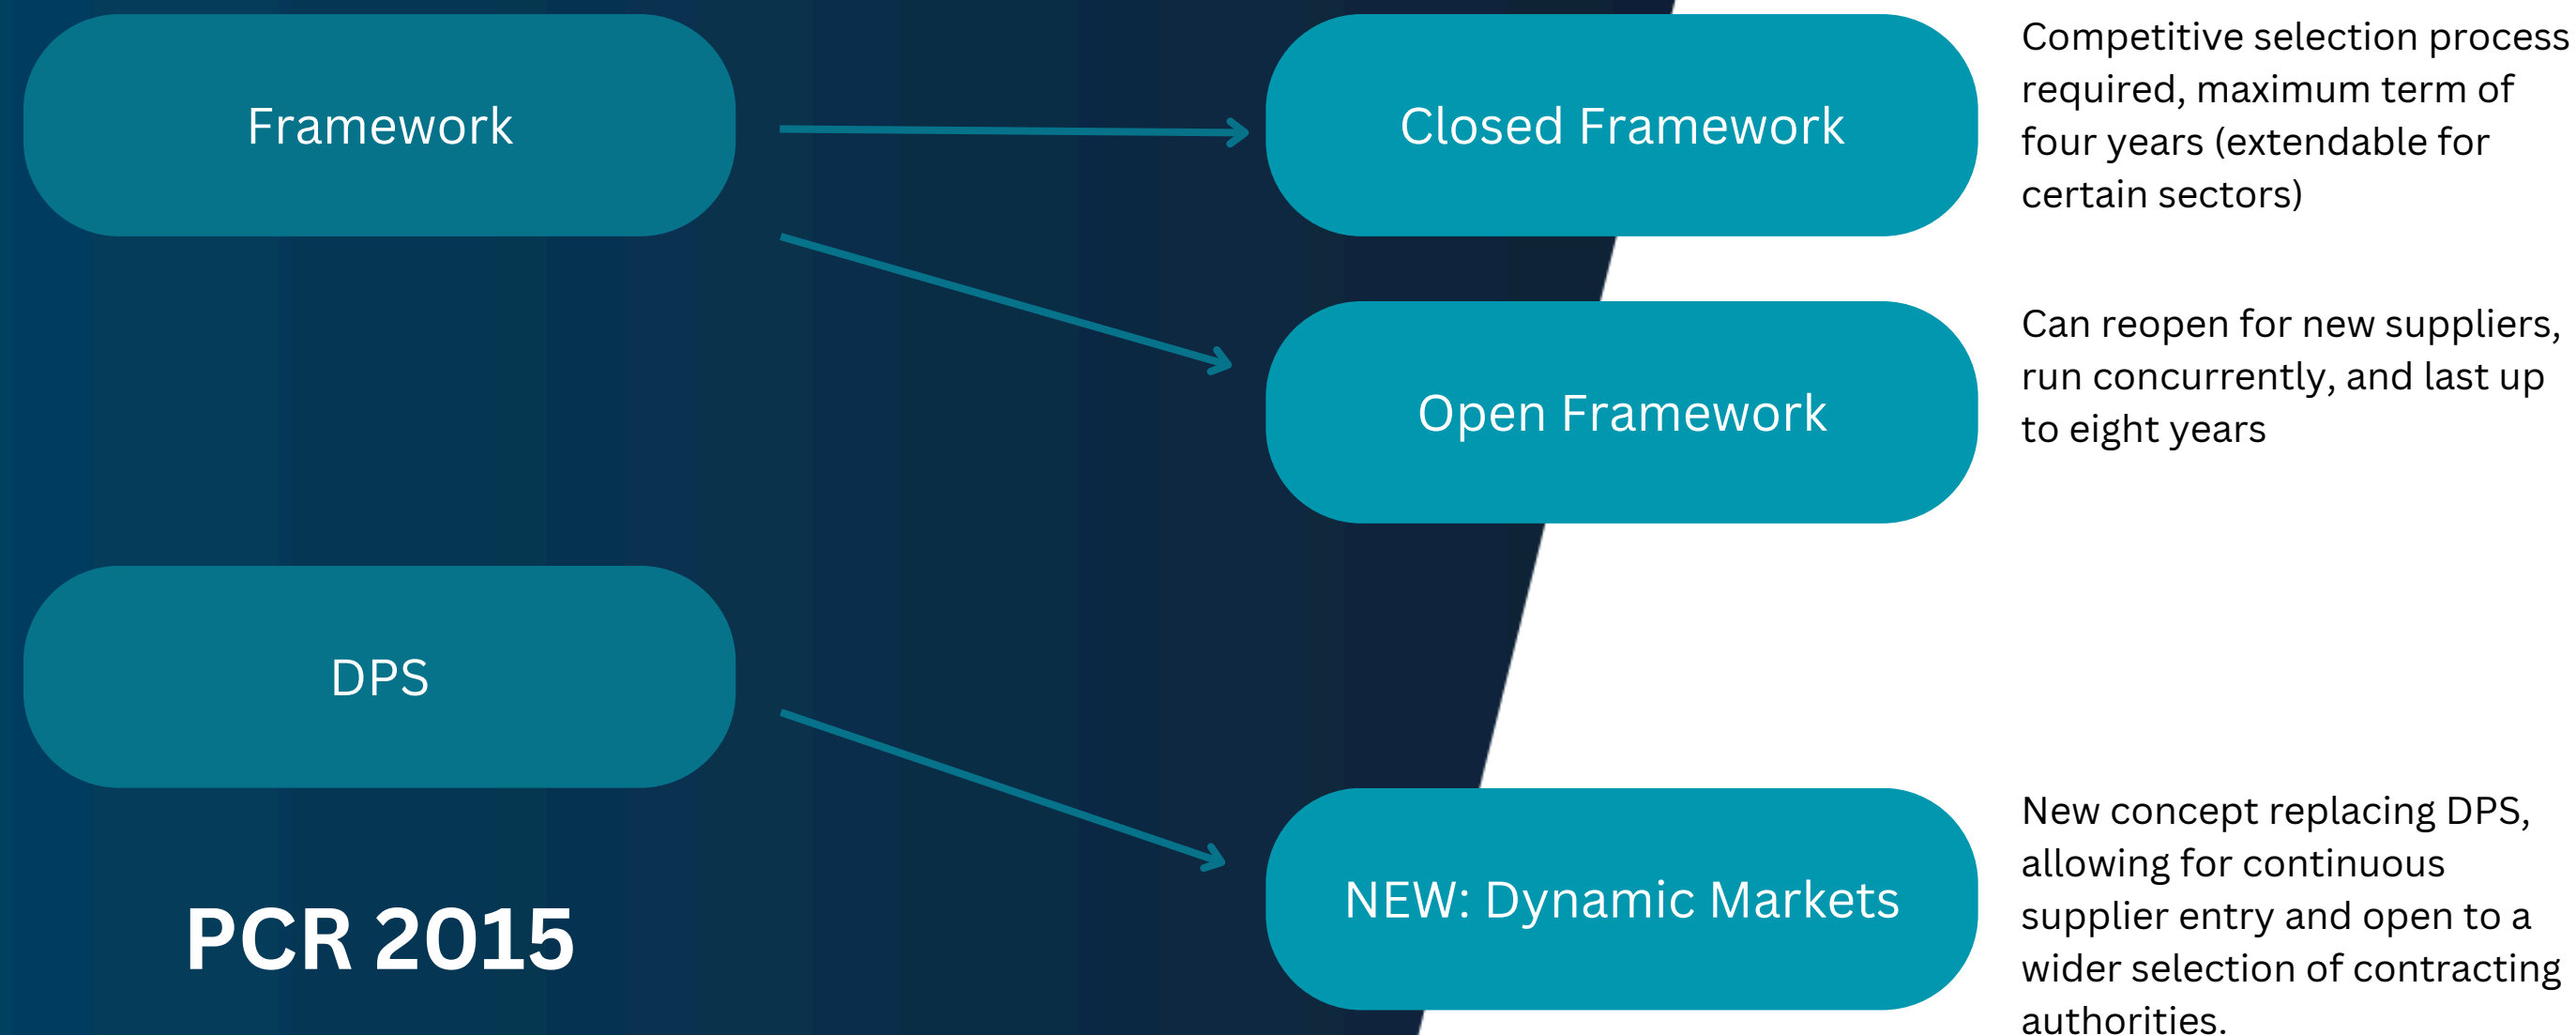 Framework
Closed Framework
Competitive selection process
required, maximum term of
four years (extendable for
certain sectors)
Open Framework
Can reopen for new suppliers,
run concurrently, and last up
to eight years
DPS
PCR 2015
NEW: Dynamic Markets
New concept replacing DPS,
allowing for continuous
supplier entry and open to a
wider selection of contracting
authorities.